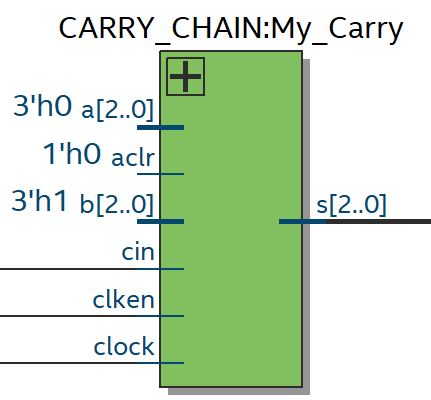 CARRY_CHAIN:My_Carry
3'h0 a[2..0]
1'h0 aclr
3'h1 b[2..0]
s[2..0]
cin
clken
clock